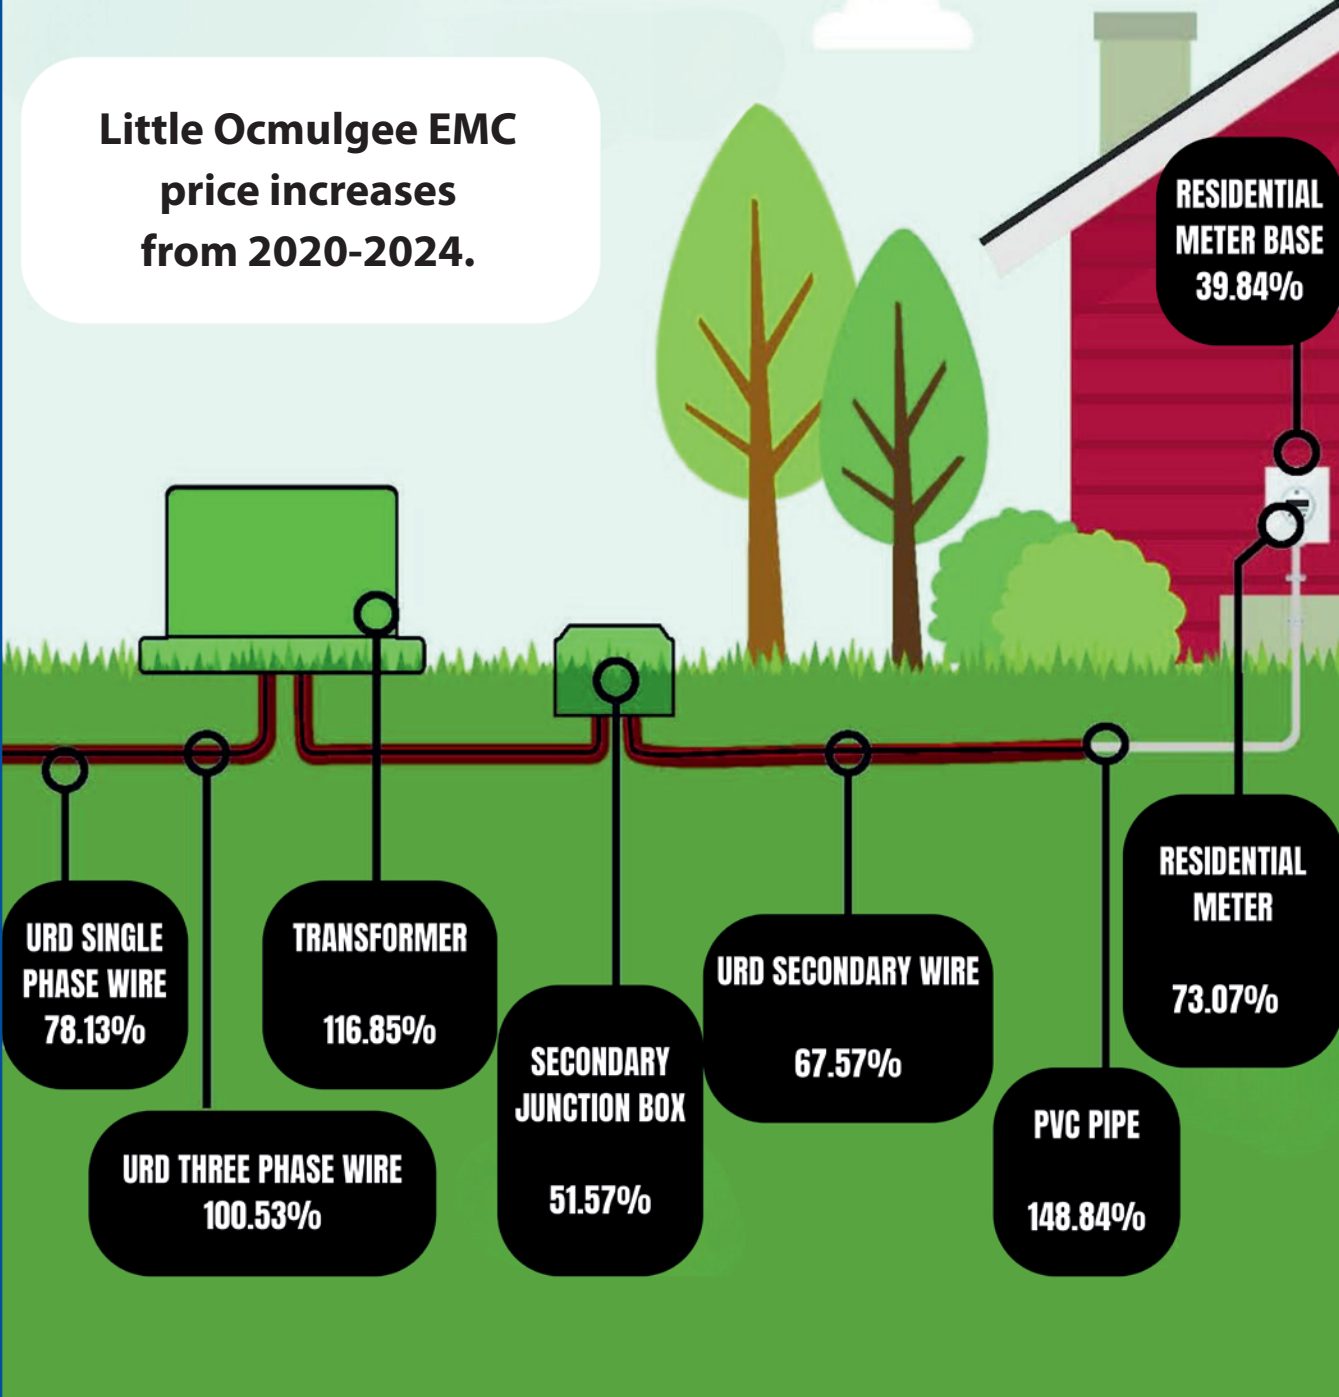 Little Ocmulgee EMC
price increases
from 2020-2024.
RESIDENTIAL
METER BASE
39.84%
RESIDENTIAL
METER
73.07%
URD SINGLE
PHASE WIRE
78.13%
TRANSFORMER
116.85%
URD SECONDARY WIRE
67.57%
SECONDARY
JUNCTION BOX
51.57%
PVC PIPE
148.84%
URD THREE PHASE WIRE
100.53%